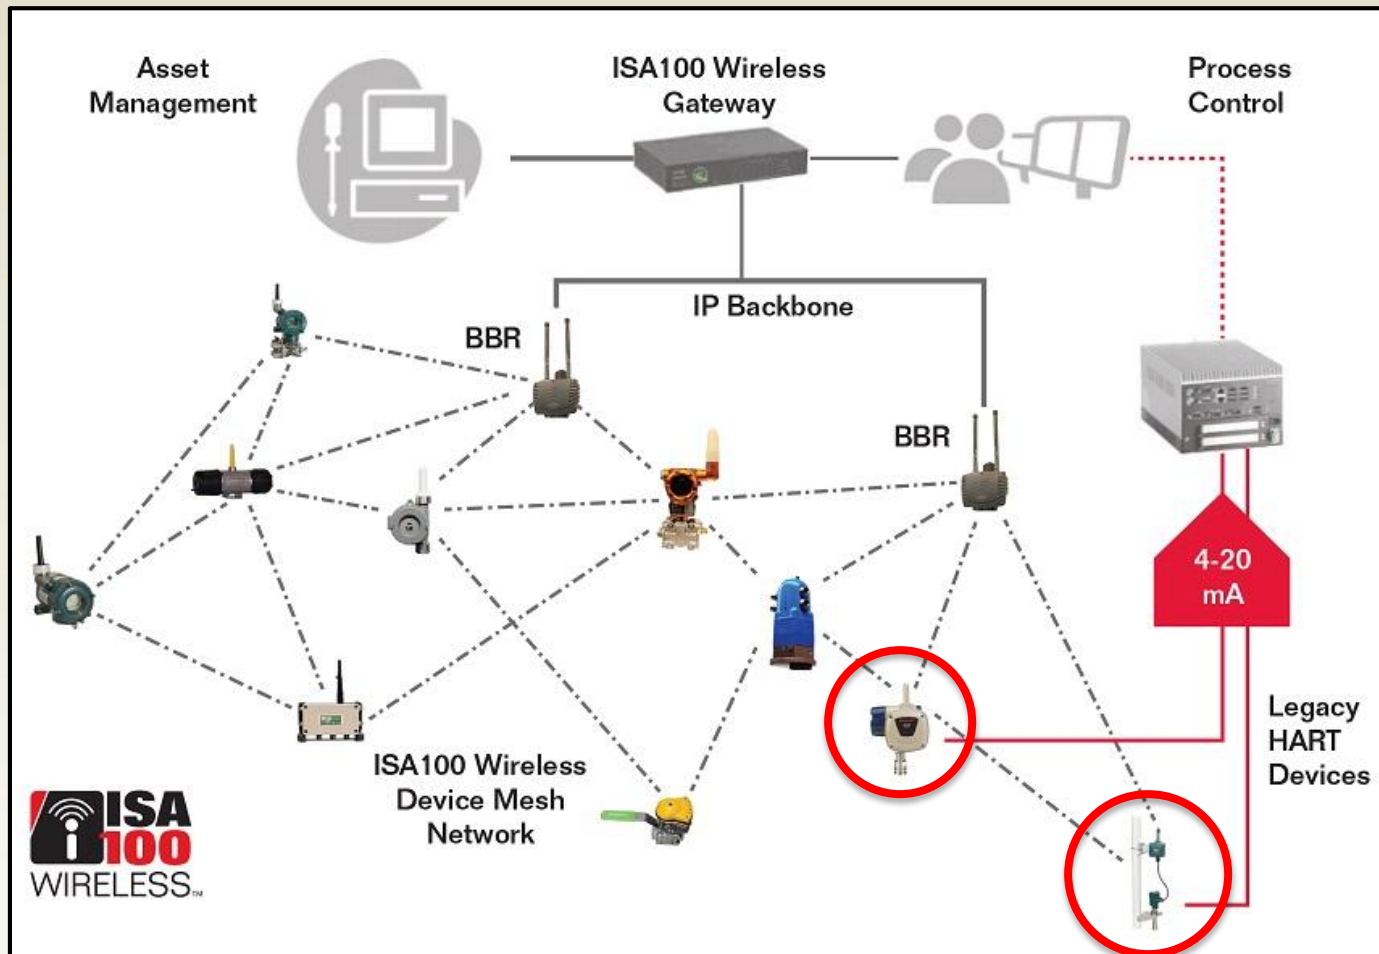 Asset
Management
ISA100 Wireless
Gateway
Process
Control
IP Backbone
BBR
BBR
4-20
mA
Legacy
HART
Devices
ISA100 Wireless
Device Mesh
Network
ISA
100
WIRELESS™